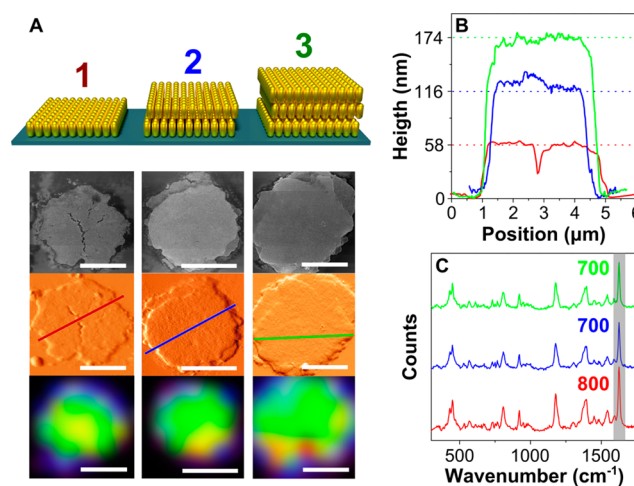 A
1 2 3
B
Heigth (nm)
174
116
58
0
0 1 2 3 4 5 6
Position (µm)
C
Counts
700
700
800
500 1000 1500
Wavenumber (cm⁻¹)